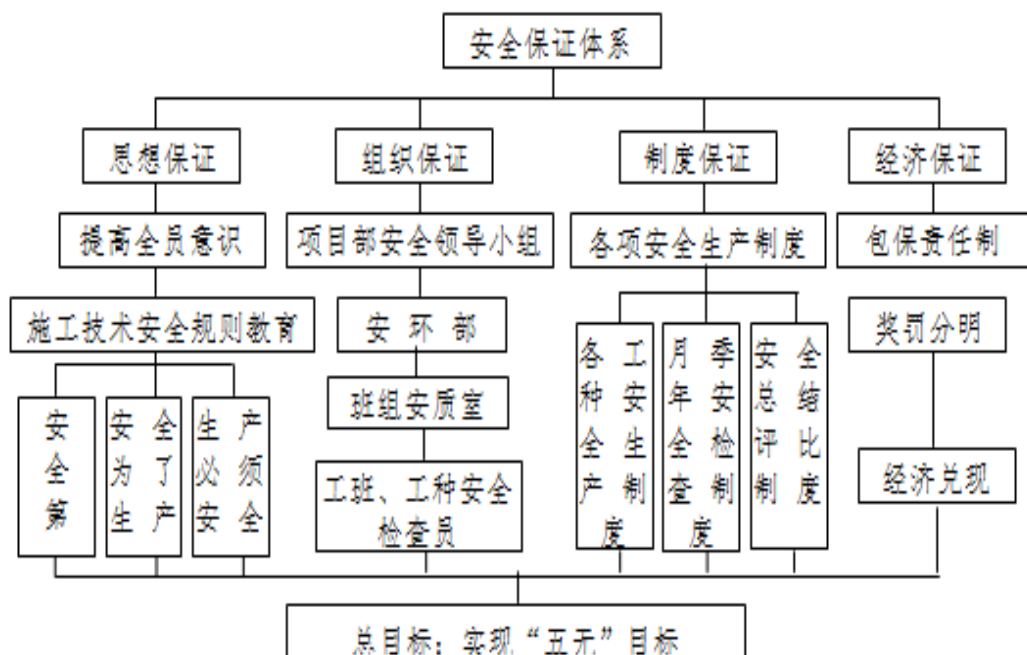 安全保证体系
思想保证
组织保证
制度保证
经济保证
提高全员意识
项目部安全领导小组
各项安全生产制度
包保责任制
施工技术安全规则教育
安环部
各工
种安
全生
产制
度
月季
年安
全检
查制
度
安全
总结
评比
制度
奖罚分明
班组安质室
安
全
第
安全
为了
生产
生产
必须
安全
工班、工种安全
检查员
经济兑现
总目标：实现“五无”目标